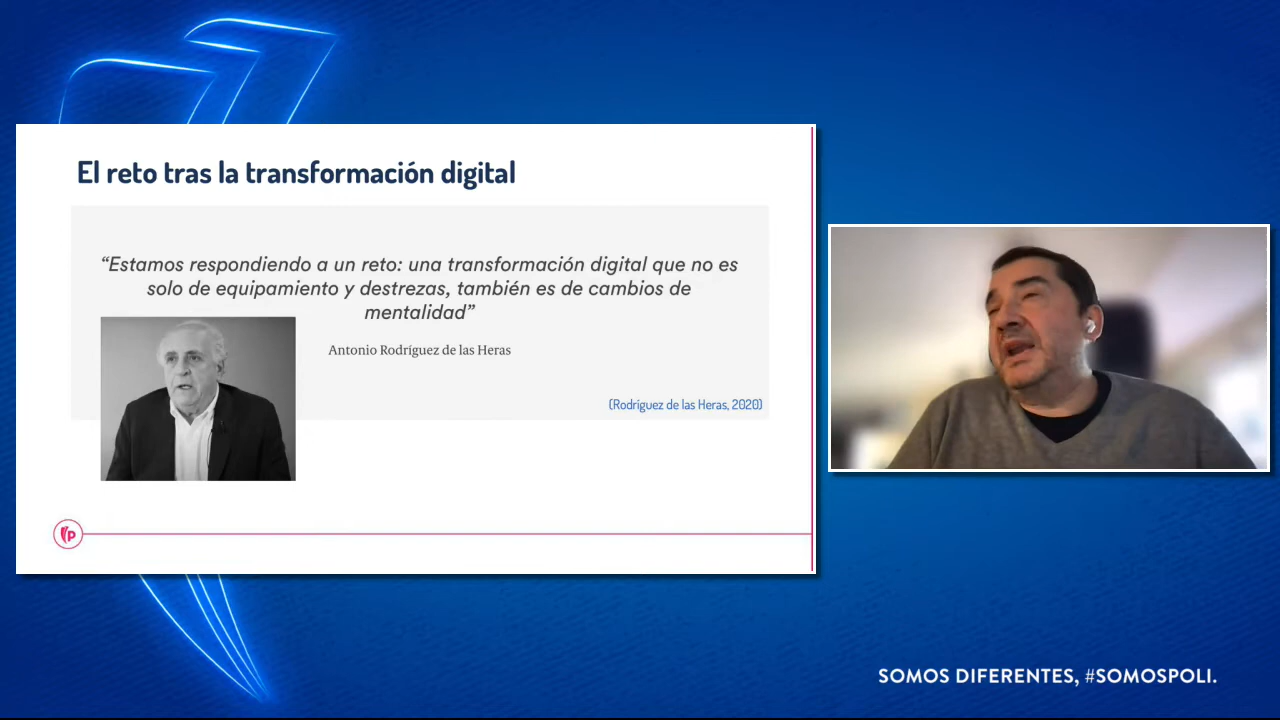 El reto tras la transformación digital
“Estamos respondiendo a un reto: una transformación digital que no es
solo de equipamiento y destrezas, también es de cambios de
mentalidad”
Antonio Rodríguez de las Heras
(Rodríguez de las Heras, 2020)
p
SOMOS DIFERENTES, #SOMOSPOLI.